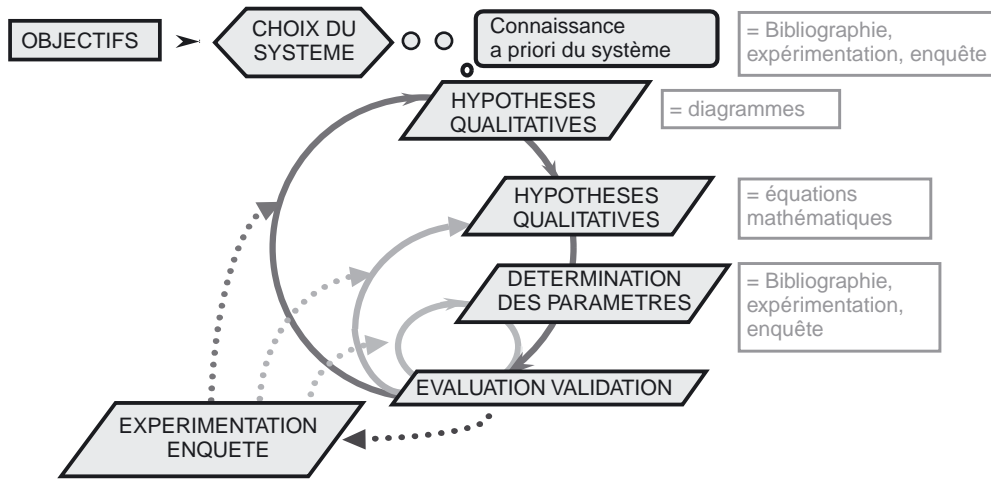 OBJECTIFS
CHOIX DU
SYSTEME
Connaissance
a priori du système
= Bibliographie,
expérimentation, enquête
HYPOTHESES
QUALITATIVES
= diagrammes
HYPOTHESES
QUALITATIVES
= équations
mathématiques
DETERMINATION
DES PARAMETRES
= Bibliographie,
expérimentation,
enquête
EVALUATION VALIDATION
EXPERIMENTATION
ENQUETE